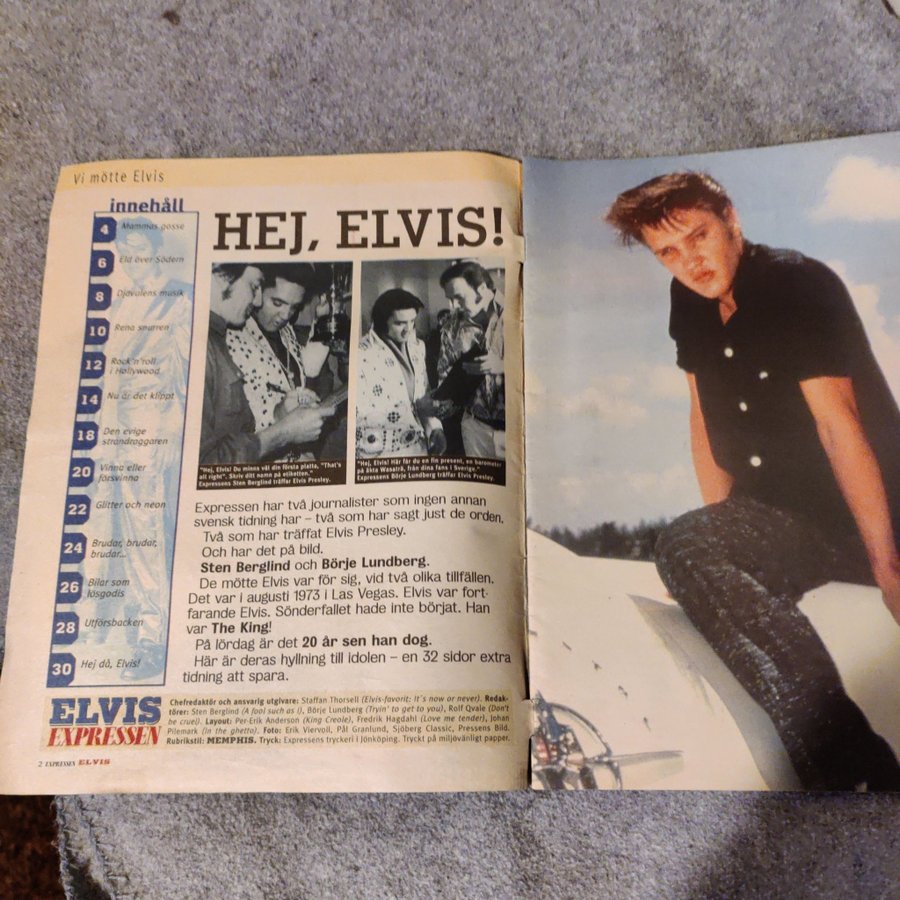 Vi mötte Elvis
innehåll
4 Mammas gosse
6 Eld över Södern
8 Djävulens musik
10 Rena snurren
12 Rock'n'roll
i Hollywood
14 Nu är det klippt
18 Den evige
strandraggaren
20 Vinna eller
försvinna
22 Glitter och neon
24 Brudar, brudar,
brudar...
26 Bilar som
lösgodis
28 Utförsbacken
30 Hej då, Elvis!
HEJ, ELVIS!
"Hej, Elvis! Du minns väl din första platta, "That's
all right". Skriv ditt namn på etiketten."
Expressens Sten Berglind träffar Elvis Presley.
"Hej, Elvis! Här får du en fin present, en barometer
på äkta Wasaträ, från dina fans i Sverige."
Expressens Börje Lundberg träffar Elvis Presley.
Expressen har två journalister som ingen annan
svensk tidning har – två som har sagt just de orden.
Två som har träffat Elvis Presley.
Och har det på bild.
Sten Berglind och Börje Lundberg.
De mötte Elvis var för sig, vid två olika tillfällen.
Det var i augusti 1973 i Las Vegas. Elvis var fort-
farande Elvis. Sönderfallet hade inte börjat. Han
var The King!
På lördag är det 20 år sen han dog.
Här är deras hyllning till idolen – en 32 sidor extra
tidning att spara.
ELVIS
EXPRESSEN
Chefredaktör och ansvarig utgivare: Staffan Thorsell (Elvis-favorit: It's now or never). Redak-
törer: Sten Berglind (A fool such as I), Börje Lundberg (Tryin' to get to you), Rolf Qvale (Don't
be cruel). Layout: Per-Erik Anderson (King Creole), Fredrik Hagdahl (Love me tender), Johan
Pilemark (In the ghetto). Foto: Erik Viervoll, Pål Granlund, Sjöberg Classic, Pressens Bild.
Rubrikstil: MEMPHIS. Tryck: Expressens tryckeri i Jönköping. Tryckt på miljövänligt papper.
2 EXPRESSEN ELVIS